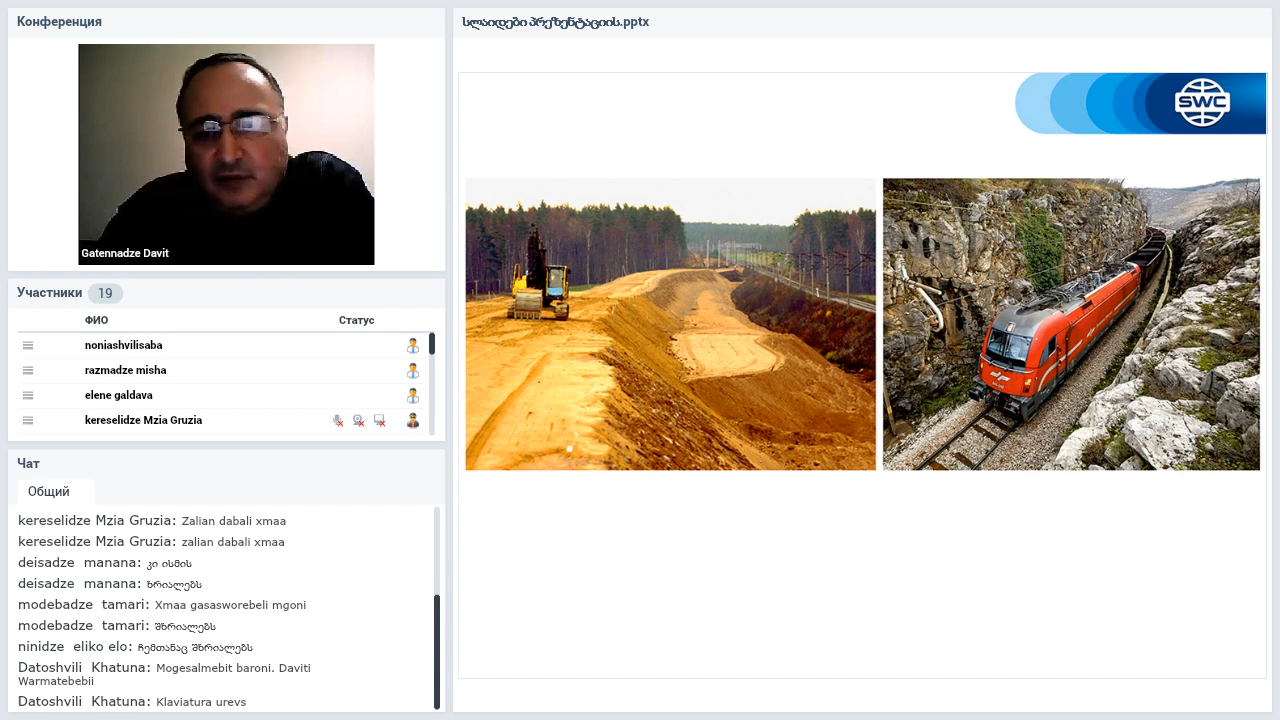 Конференция
Gatennadze Davit
Участники 19
ФИО Статус
noniashvilisaba
razmadze misha
elene galdava
kereselidze Mzia Gruzia
Чат
Общий
kereselidze Mzia Gruzia: Zalian dabali xmaa
kereselidze Mzia Gruzia: zalian dabali xmaa
deisadze manana: კი ისმის
deisadze manana: ხრიალებს
modebadze tamari: Xmaa gasasworebeli mgoni
modebadze tamari: შხრიალებს
ninidze eliko elo: ჩემთანაც შხრიალებს
Datoshvili Khatuna: Mogesalmebit baroni. Daviti
Warmatebebii
Datoshvili Khatuna: Klaviatura urevs
სლაიდები პრეზენტაციის.pptx
SWC